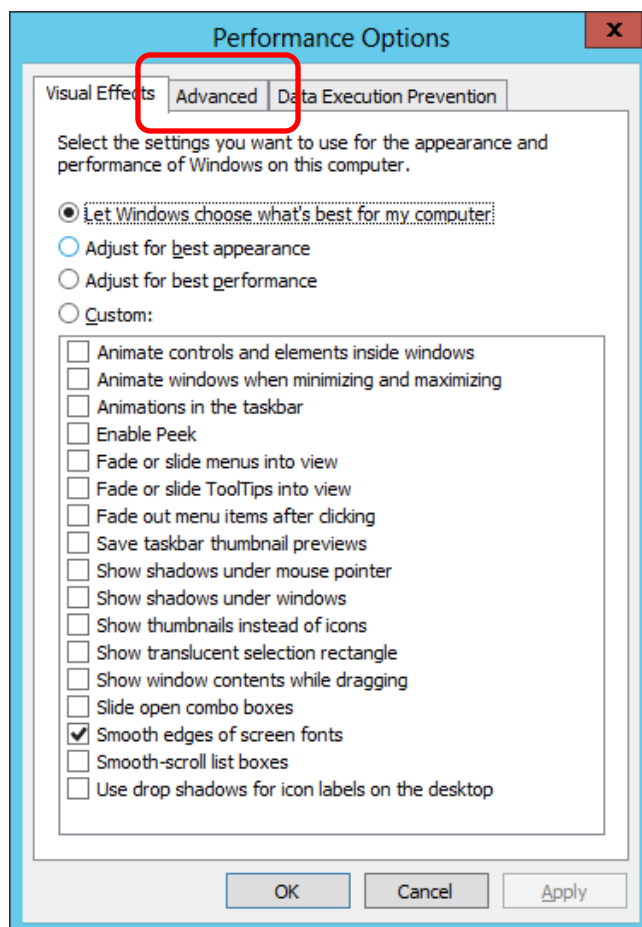 Performance Options
x
Visual Effects Advanced Data Execution Prevention
Select the settings you want to use for the appearance and
performance of Windows on this computer.
Let Windows choose what's best for my computer
Adjust for best appearance
Adjust for best performance
Custom:
Animate controls and elements inside windows
Animate windows when minimizing and maximizing
Animations in the taskbar
Enable Peek
Fade or slide menus into view
Fade or slide ToolTips into view
Fade out menu items after clicking
Save taskbar thumbnail previews
Show shadows under mouse pointer
Show shadows under windows
Show thumbnails instead of icons
Show translucent selection rectangle
Show window contents while dragging
Slide open combo boxes
Smooth edges of screen fonts
Smooth-scroll list boxes
Use drop shadows for icon labels on the desktop
OK Cancel Apply